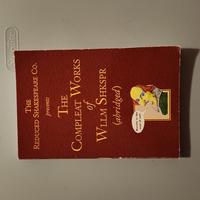 THE
REDUCED SHAKESPEARE CO.
presents
THE
COMPLEAT WORKS
of
WLLM SHKSPR
(abridged)